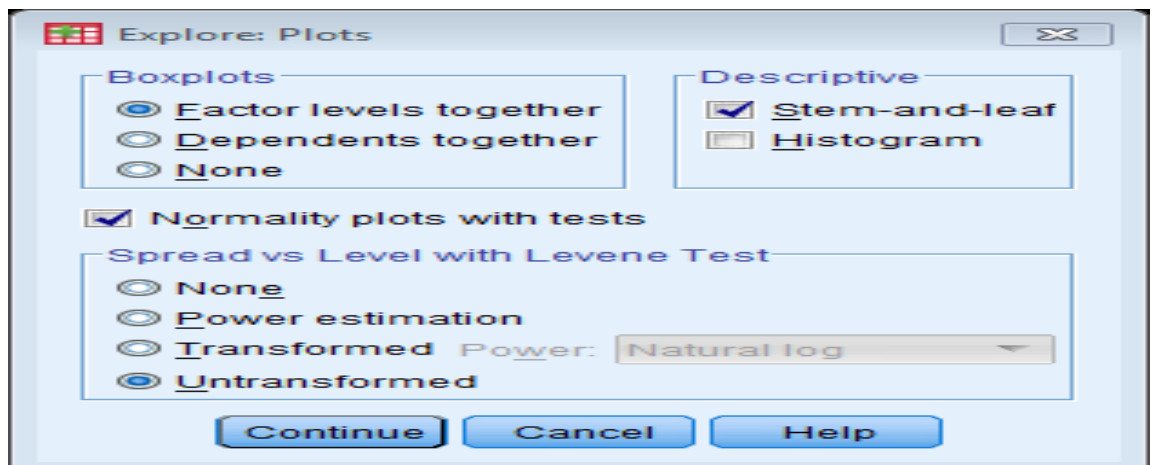 Explore: Plots
Boxplots
Factor levels together
Dependents together
None
Descriptive
Stem-and-leaf
Histogram
Normality plots with tests
Spread vs Level with Levene Test
None
Power estimation
Transformed Power: Natural log
Untransformed
Continue Cancel Help